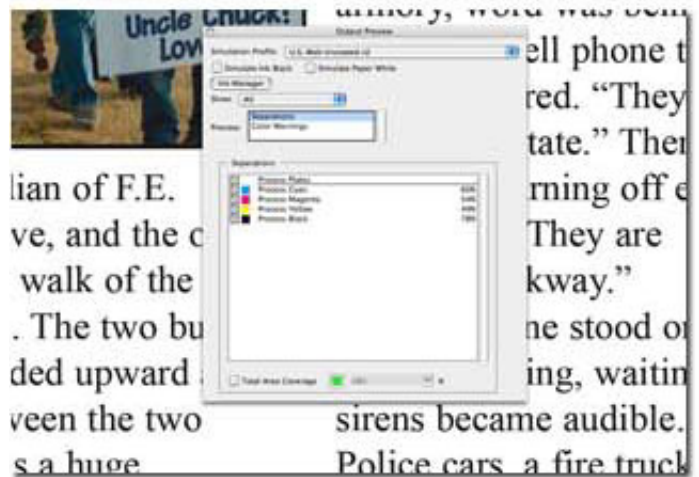 Uncle Chuck!
Lov
armory, word was
ell phone t
red. “They
tate.” Ther
lian of F.E.
rning off e
ve, and the c
They are
walk of the
kway.”
. The two bu
ne stood or
ded upward
ing, waitin
ween the two
sirens became audible.
s a huge
Police cars, a fire truck
Output Preview
Simulation Profile: U.S. Web Uncoated v2
Simulate Ink Black Simulate Paper White
Ink Manager
Show: All
Preview: Separations
Color Warnings
Separations
Process Plates
Process Cyan
Process Magenta
Process Yellow
Process Black
Total Area Coverage